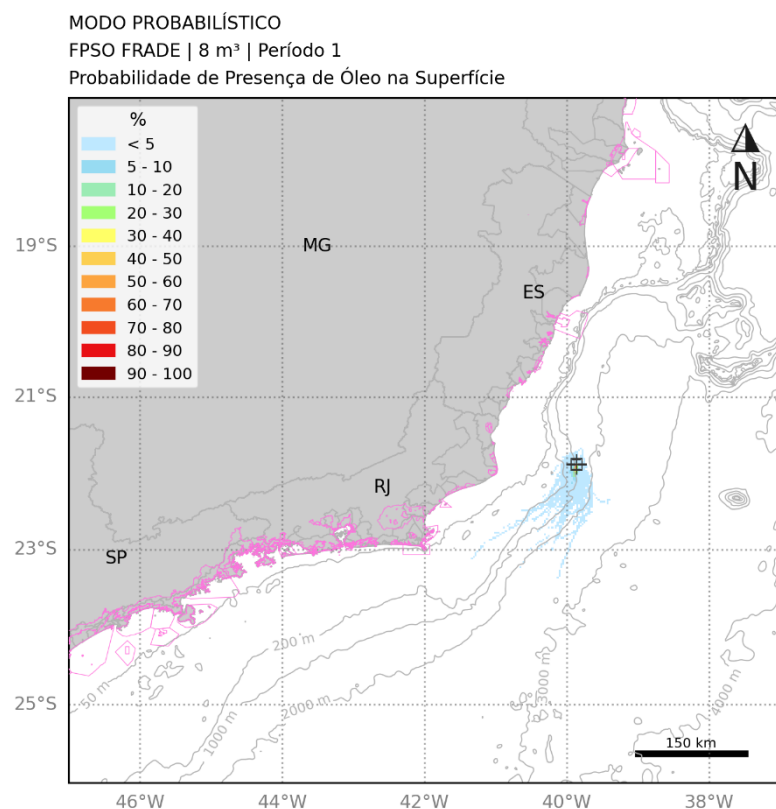 MODO PROBABILÍSTICO
FPSO FRADE | 8 m³ | Período 1
Probabilidade de Presença de Óleo na Superfície
%
< 5
5 - 10
10 - 20
20 - 30
30 - 40
40 - 50
50 - 60
60 - 70
70 - 80
80 - 90
90 - 100
N
19°S
MG
ES
21°S
RJ
23°S
SP
200 m
50 m
1000 m
2000 m
3000 m
4000 m
25°S
150 km
46°W
44°W
42°W
40°W
38°W